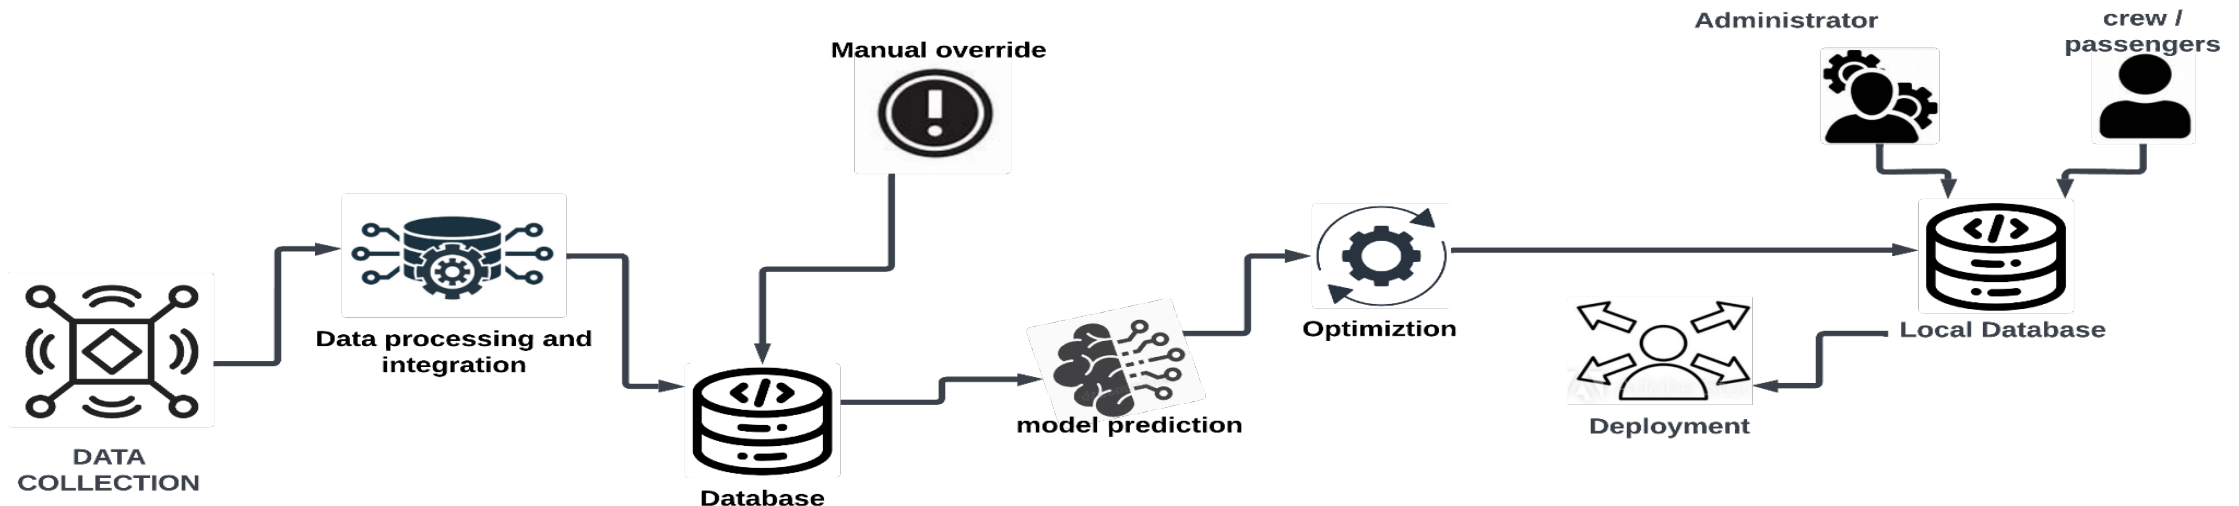 Administrator
crew /
passengers
Manual override
Data processing and
integration
Optimiztion
Local Database
model prediction
Deployment
DATA
COLLECTION
Database